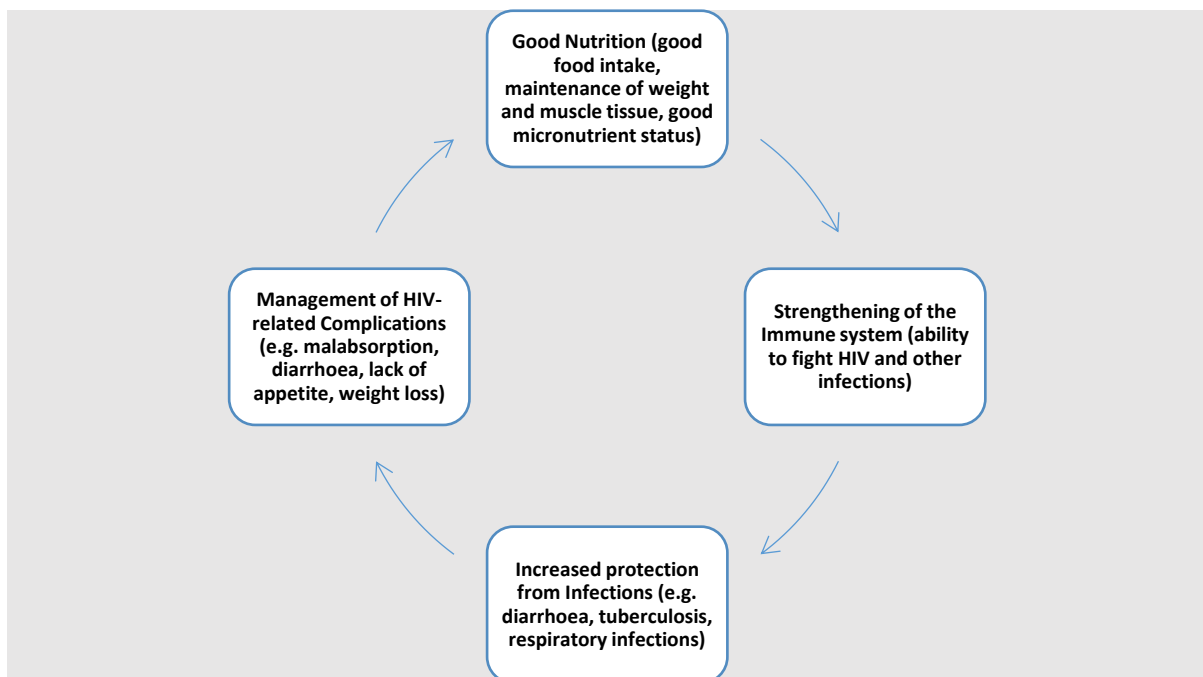 Good Nutrition (good
food intake,
maintenance of weight
and muscle tissue, good
micronutrient status)
Management of HIV-
related Complications
(e.g. malabsorption,
diarrhoea, lack of
appetite, weight loss)
Strengthening of the
Immune system (ability
to fight HIV and other
infections)
Increased protection
from Infections (e.g.
diarrhoea, tuberculosis,
respiratory infections)